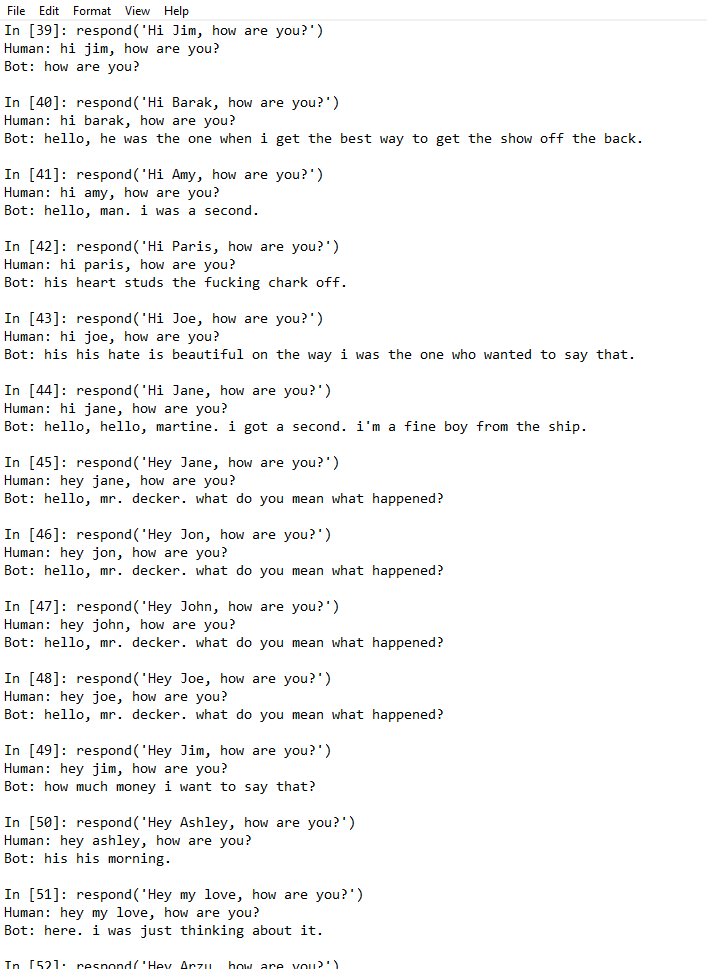 File Edit Format View Help
In [39]: respond('Hi Jim, how are you?')
Human: hi jim, how are you?
Bot: how are you?
In [40]: respond('Hi Barak, how are you?')
Human: hi barak, how are you?
Bot: hello, he was the one when i get the best way to get the show off the back.
In [41]: respond('Hi Amy, how are you?')
Human: hi amy, how are you?
Bot: hello, man. i was a second.
In [42]: respond('Hi Paris, how are you?')
Human: hi paris, how are you?
Bot: his heart studs the fucking chark off.
In [43]: respond('Hi Joe, how are you?')
Human: hi joe, how are you?
Bot: his his hate is beautiful on the way i was the one who wanted to say that.
In [44]: respond('Hi Jane, how are you?')
Human: hi jane, how are you?
Bot: hello, hello, martine. i got a second. i'm a fine boy from the ship.
In [45]: respond('Hey Jane, how are you?')
Human: hey jane, how are you?
Bot: hello, mr. decker. what do you mean what happened?
In [46]: respond('Hey Jon, how are you?')
Human: hey jon, how are you?
Bot: hello, mr. decker. what do you mean what happened?
In [47]: respond('Hey John, how are you?')
Human: hey john, how are you?
Bot: hello, mr. decker. what do you mean what happened?
In [48]: respond('Hey Joe, how are you?')
Human: hey joe, how are you?
Bot: hello, mr. decker. what do you mean what happened?
In [49]: respond('Hey Jim, how are you?')
Human: hey jim, how are you?
Bot: how much money i want to say that?
In [50]: respond('Hey Ashley, how are you?')
Human: hey ashley, how are you?
Bot: his his morning.
In [51]: respond('Hey my love, how are you?')
Human: hey my love, how are you?
Bot: here. i was just thinking about it.
In [52]: respond('Hey Arzu, how are you?')